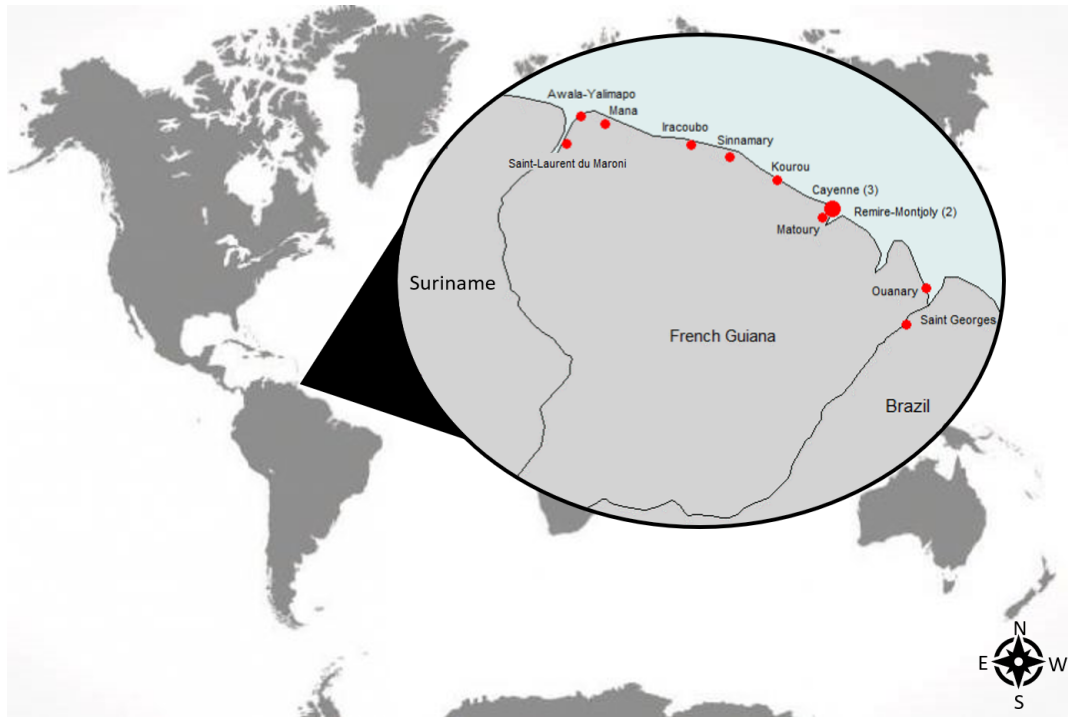 Awala-Yalimapo
Mana
Iracoubo
Sinnamary
Saint-Laurent du Maroni
Kourou
Cayenne (3)
Remire-Montjoly (2)
Matoury
Suriname
Ouanary
Saint Georges
French Guiana
Brazil
N
E W
S